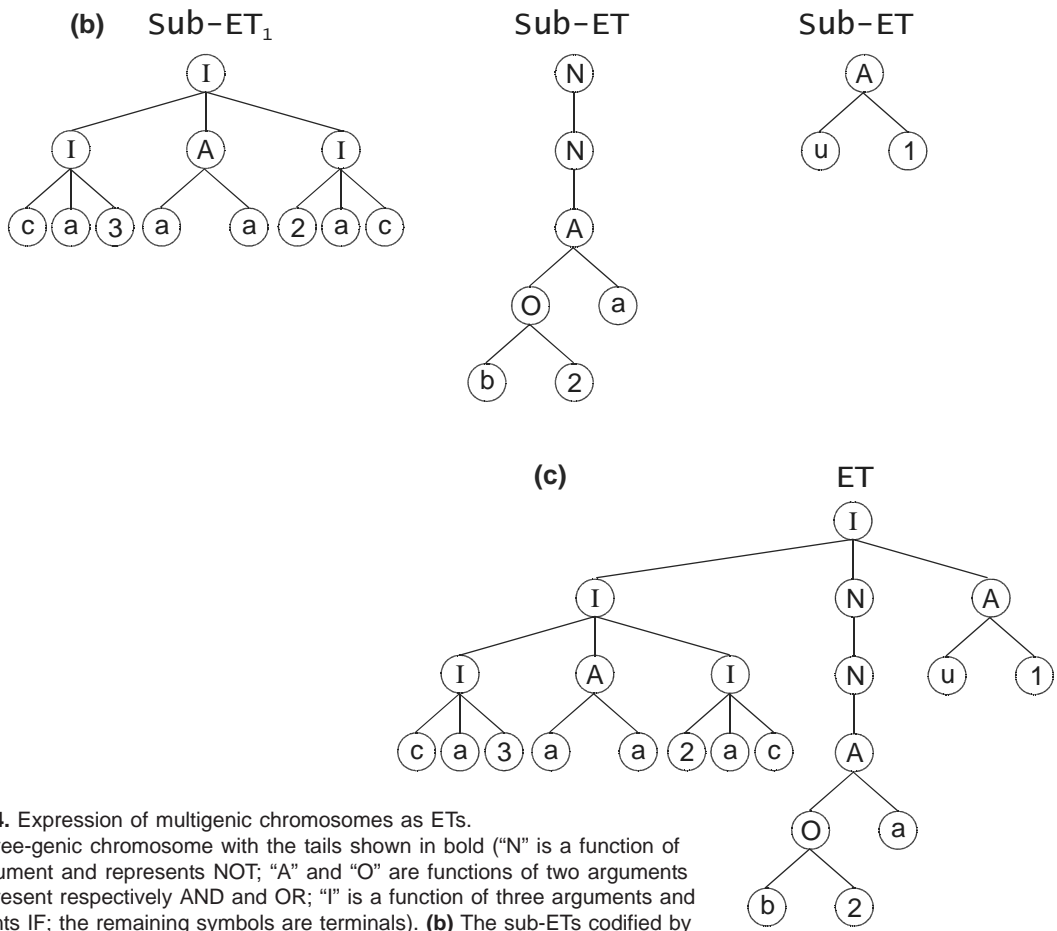 (b) Sub-ET1 Sub-ET Sub-ET
I N A
I A I N u 1
c a 3 a a 2 a c A
O a
b 2
(c) ET
I
I N A
I A I N u 1
c a 3 a a 2 a c A
4. Expression of multigenic chromosomes as ETs.
O a
ree-genic chromosome with the tails shown in bold (“N” is a function of
ument and represents NOT; “A” and “O” are functions of two arguments
resent respectively AND and OR; “I” is a function of three arguments and
nts IF; the remaining symbols are terminals). (b) The sub-ETs codified by
b 2